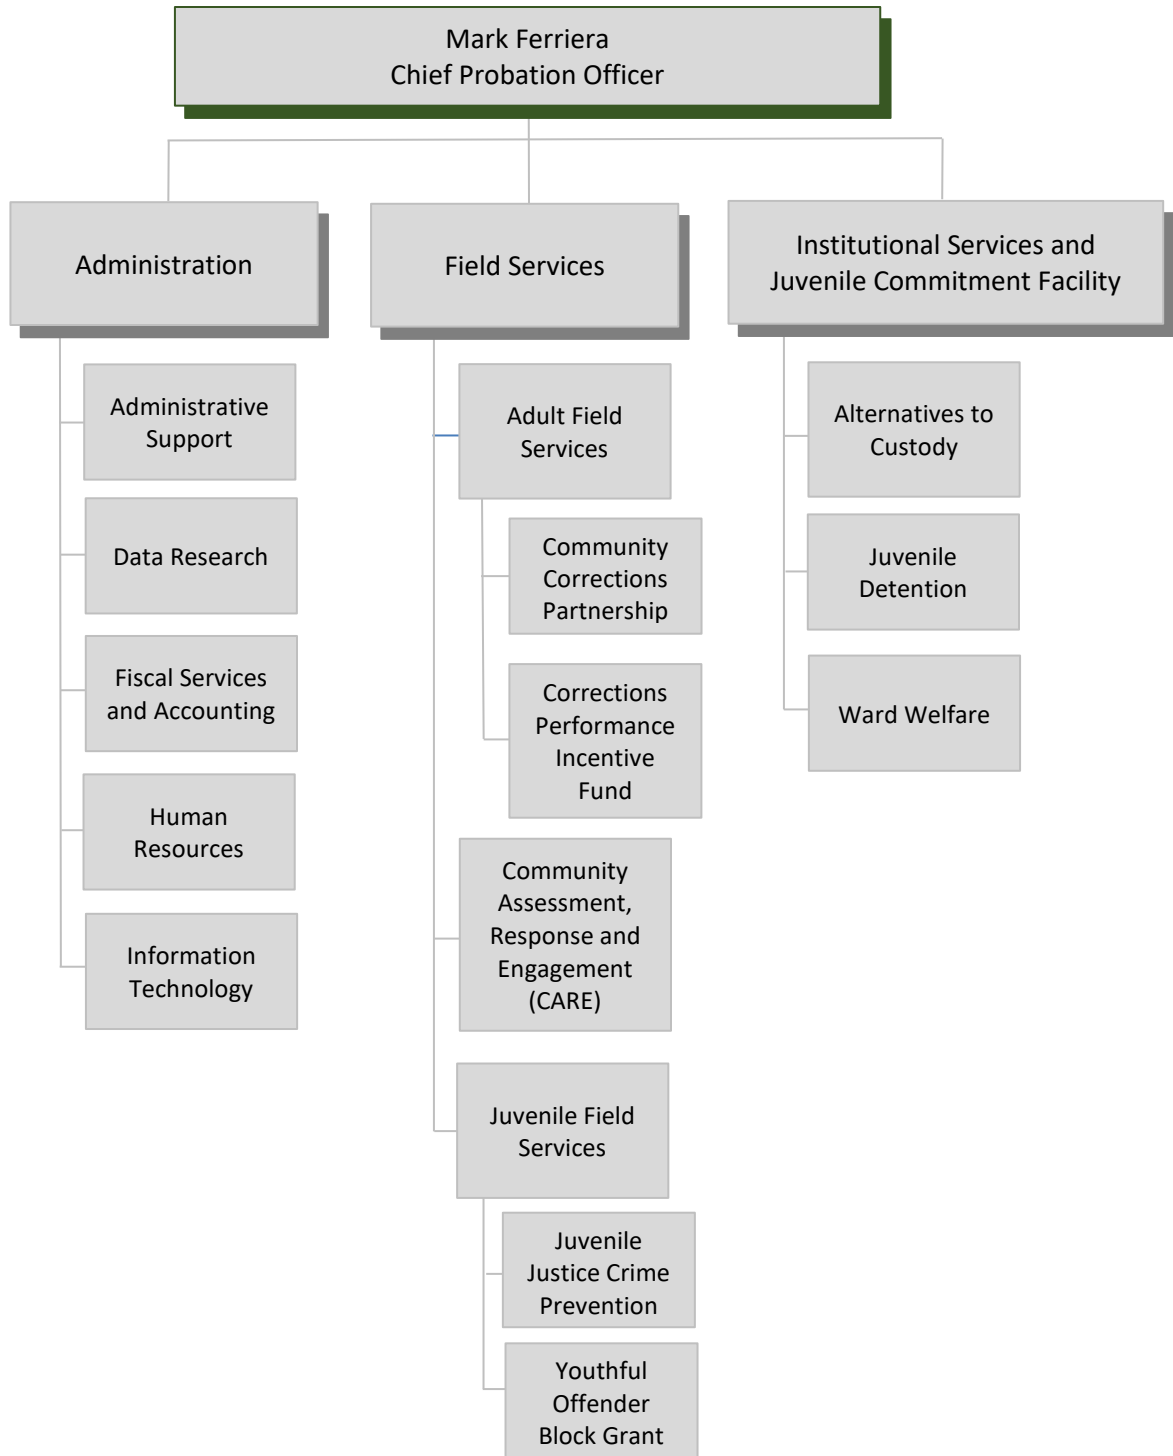 Mark Ferriera
Chief Probation Officer
Administration
Administrative
Support
Data Research
Fiscal Services
and Accounting
Human
Resources
Information
Technology
Field Services
Adult Field
Services
Community
Corrections
Partnership
Corrections
Performance
Incentive
Fund
Community
Assessment,
Response and
Engagement
(CARE)
Juvenile Field
Services
Juvenile
Justice Crime
Prevention
Youthful
Offender
Block Grant
Institutional Services and
Juvenile Commitment Facility
Alternatives to
Custody
Juvenile
Detention
Ward Welfare